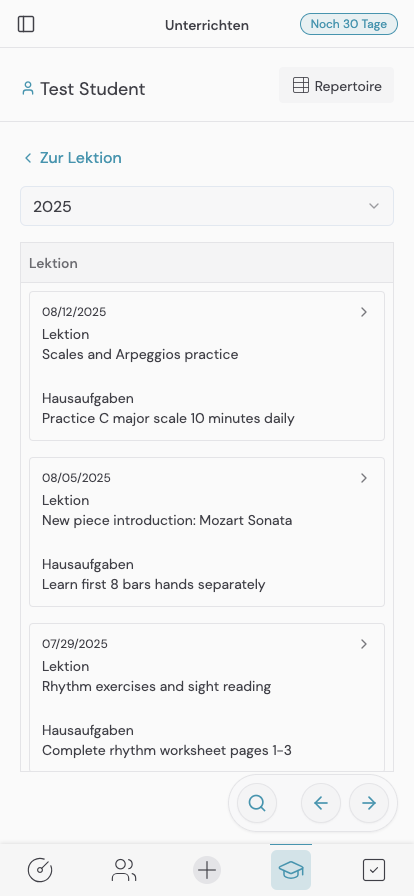 Unterrichten
Noch 30 Tage
Test Student
Repertoire
Zur Lektion
2025
Lektion
08/12/2025
Lektion
Scales and Arpeggios practice
Hausaufgaben
Practice C major scale 10 minutes daily
08/05/2025
Lektion
New piece introduction: Mozart Sonata
Hausaufgaben
Learn first 8 bars hands separately
07/29/2025
Lektion
Rhythm exercises and sight reading
Hausaufgaben
Complete rhythm worksheet pages 1-3